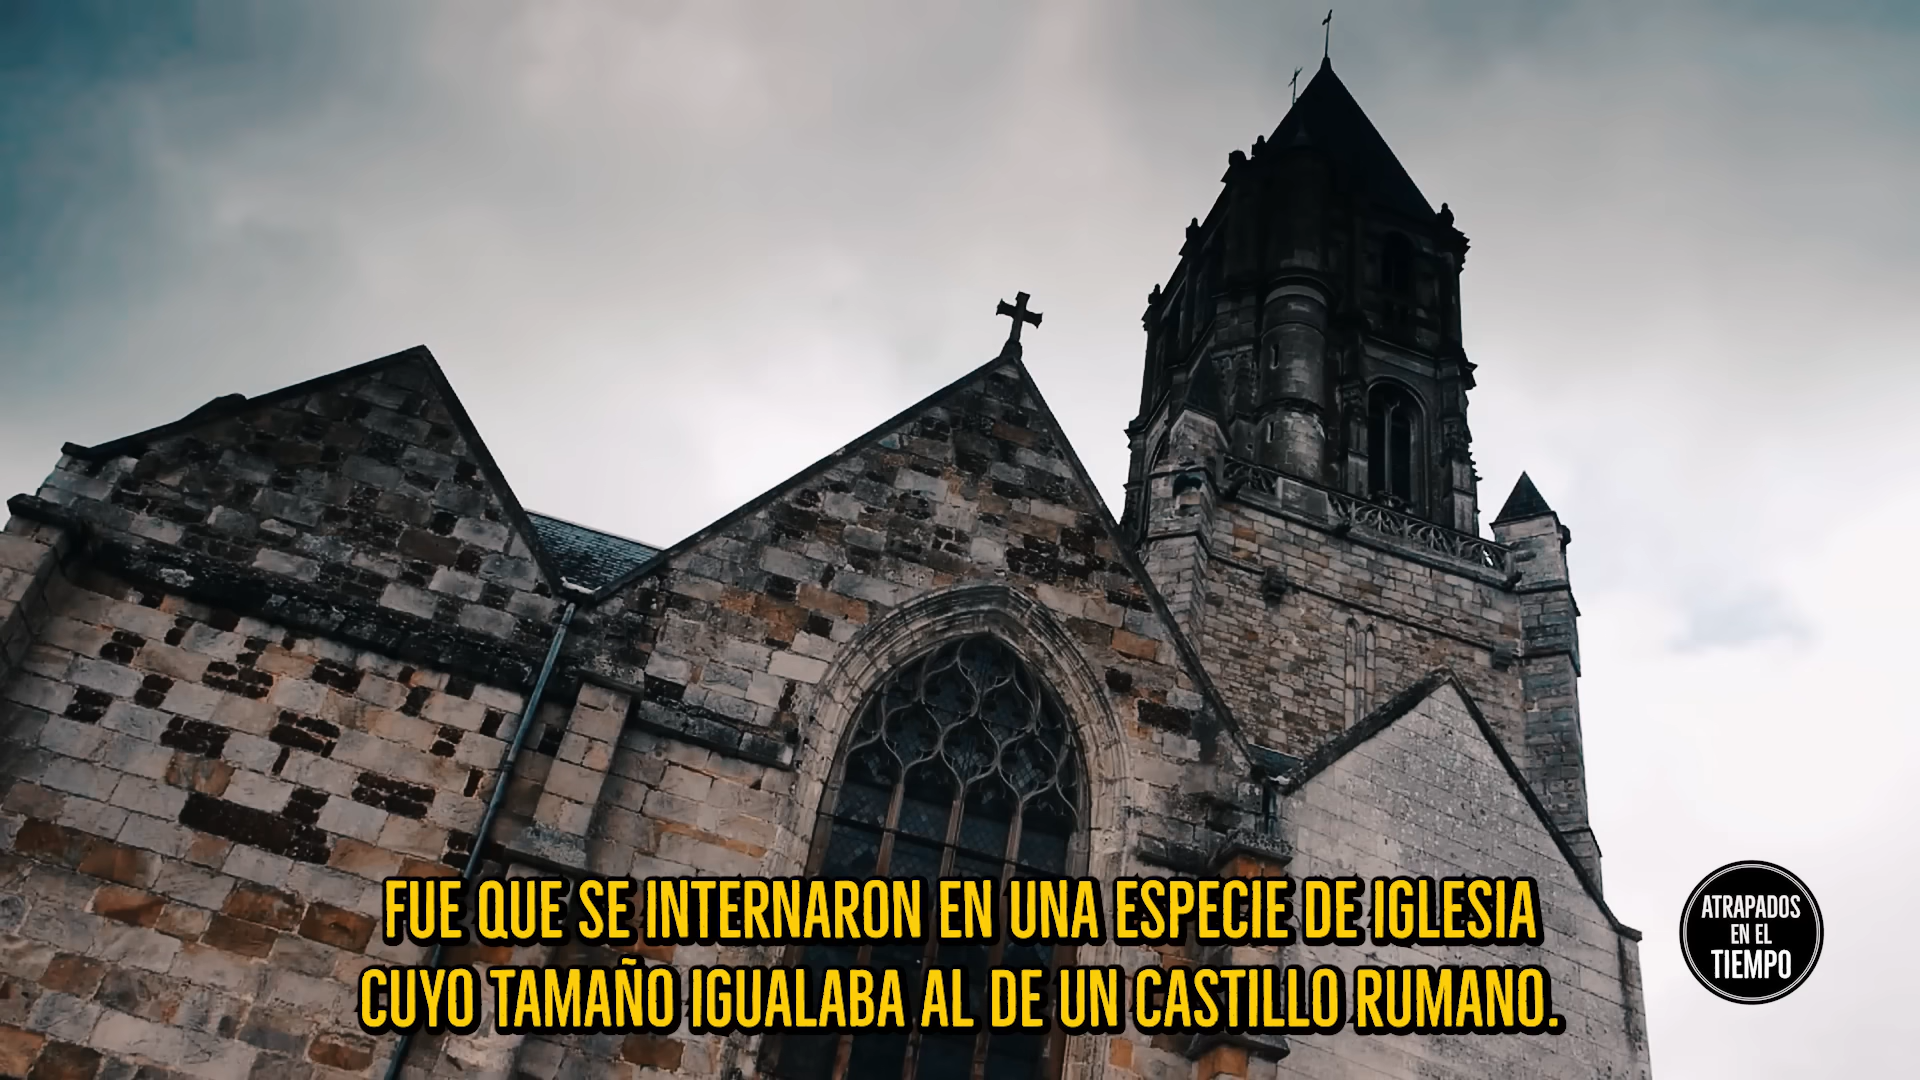 FUE QUE SE INTERNARON EN UNA ESPECIE DE IGLESIA
CUYO TAMAÑO IGUALABA AL DE UN CASTILLO RUMANO.
ATRAPADOS
EN EL
TIEMPO